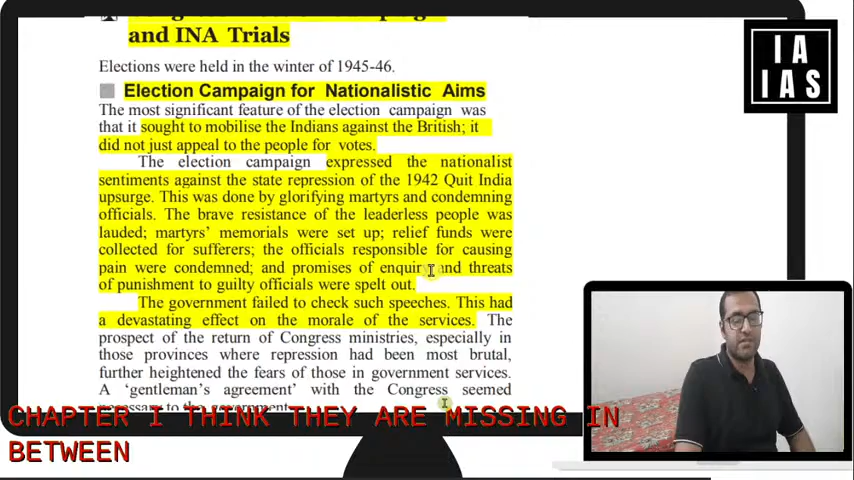 and INA Trials
Elections were held in the winter of 1945-46.
Election Campaign for Nationalistic Aims
The most significant feature of the election campaign was
that it sought to mobilise the Indians against the British; it
did not just appeal to the people for votes.
The election campaign expressed the nationalist
sentiments against the state repression of the 1942 Quit India
upsurge. This was done by glorifying martyrs and condemning
officials. The brave resistance of the leaderless people was
lauded; martyrs' memorials were set up; relief funds were
collected for sufferers; the officials responsible for causing
pain were condemned; and promises of enquiry and threats
of punishment to guilty officials were spelt out.
The government failed to check such speeches. This had
a devastating effect on the morale of the services. The
prospect of the return of Congress ministries, especially in
those provinces where repression had been most brutal,
further heightened the fears of those in government services.
A 'gentleman's agreement' with the Congress seemed
necessary to the government
CHAPTER I THINK THEY ARE MISSING IN
BETWEEN
IA
IAS